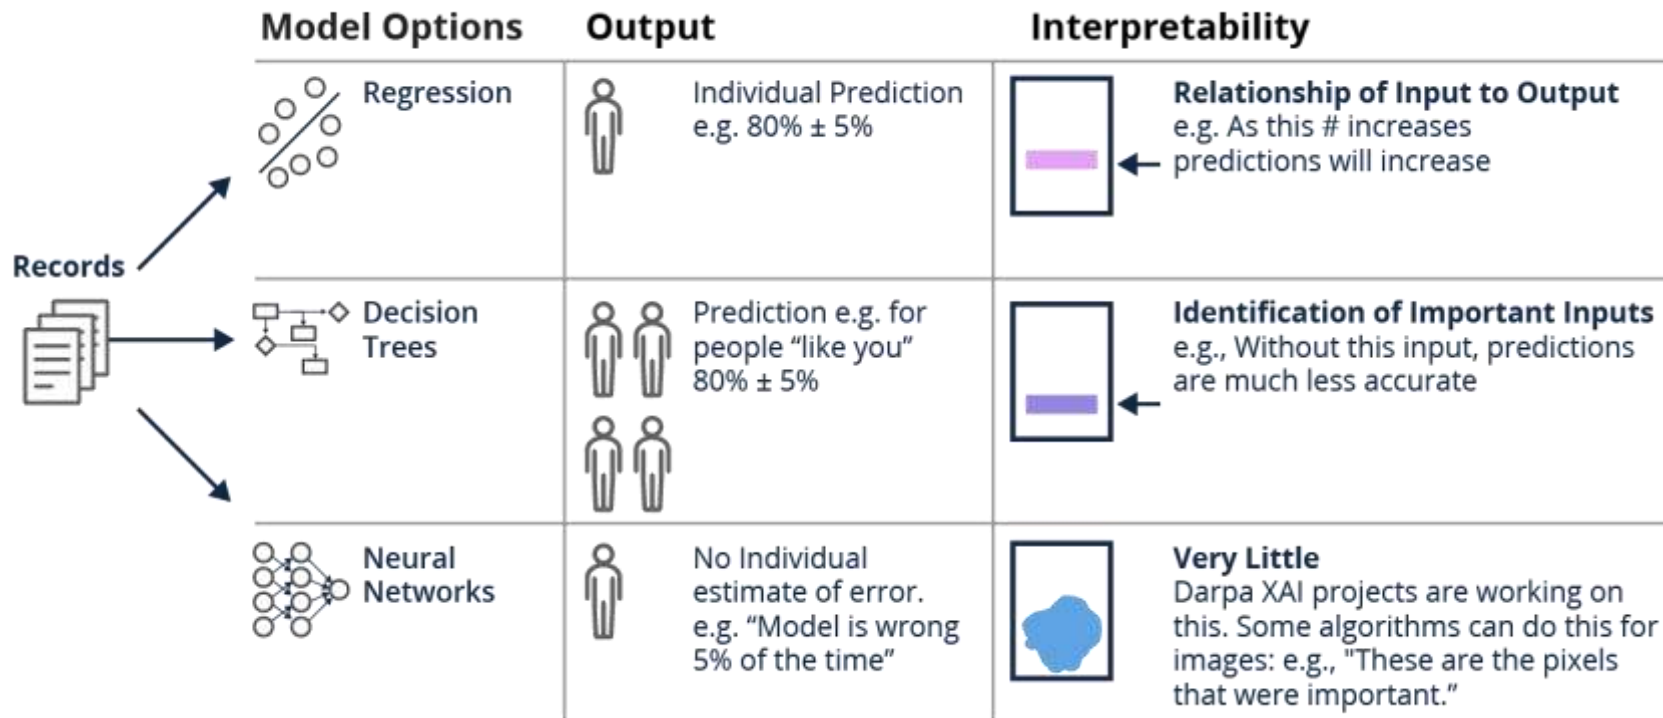 Model Options
Output
Interpretability
Records
Regression
Individual Prediction
e.g. 80% ± 5%
Relationship of Input to Output
e.g. As this # increases
predictions will increase
Decision
Trees
Prediction e.g. for
people “like you”
80% ± 5%
Identification of Important Inputs
e.g., Without this input, predictions
are much less accurate
Neural
Networks
No Individual
estimate of error.
e.g. “Model is wrong
5% of the time”
Very Little
Darpa XAI projects are working on
this. Some algorithms can do this for
images: e.g., "These are the pixels
that were important.”